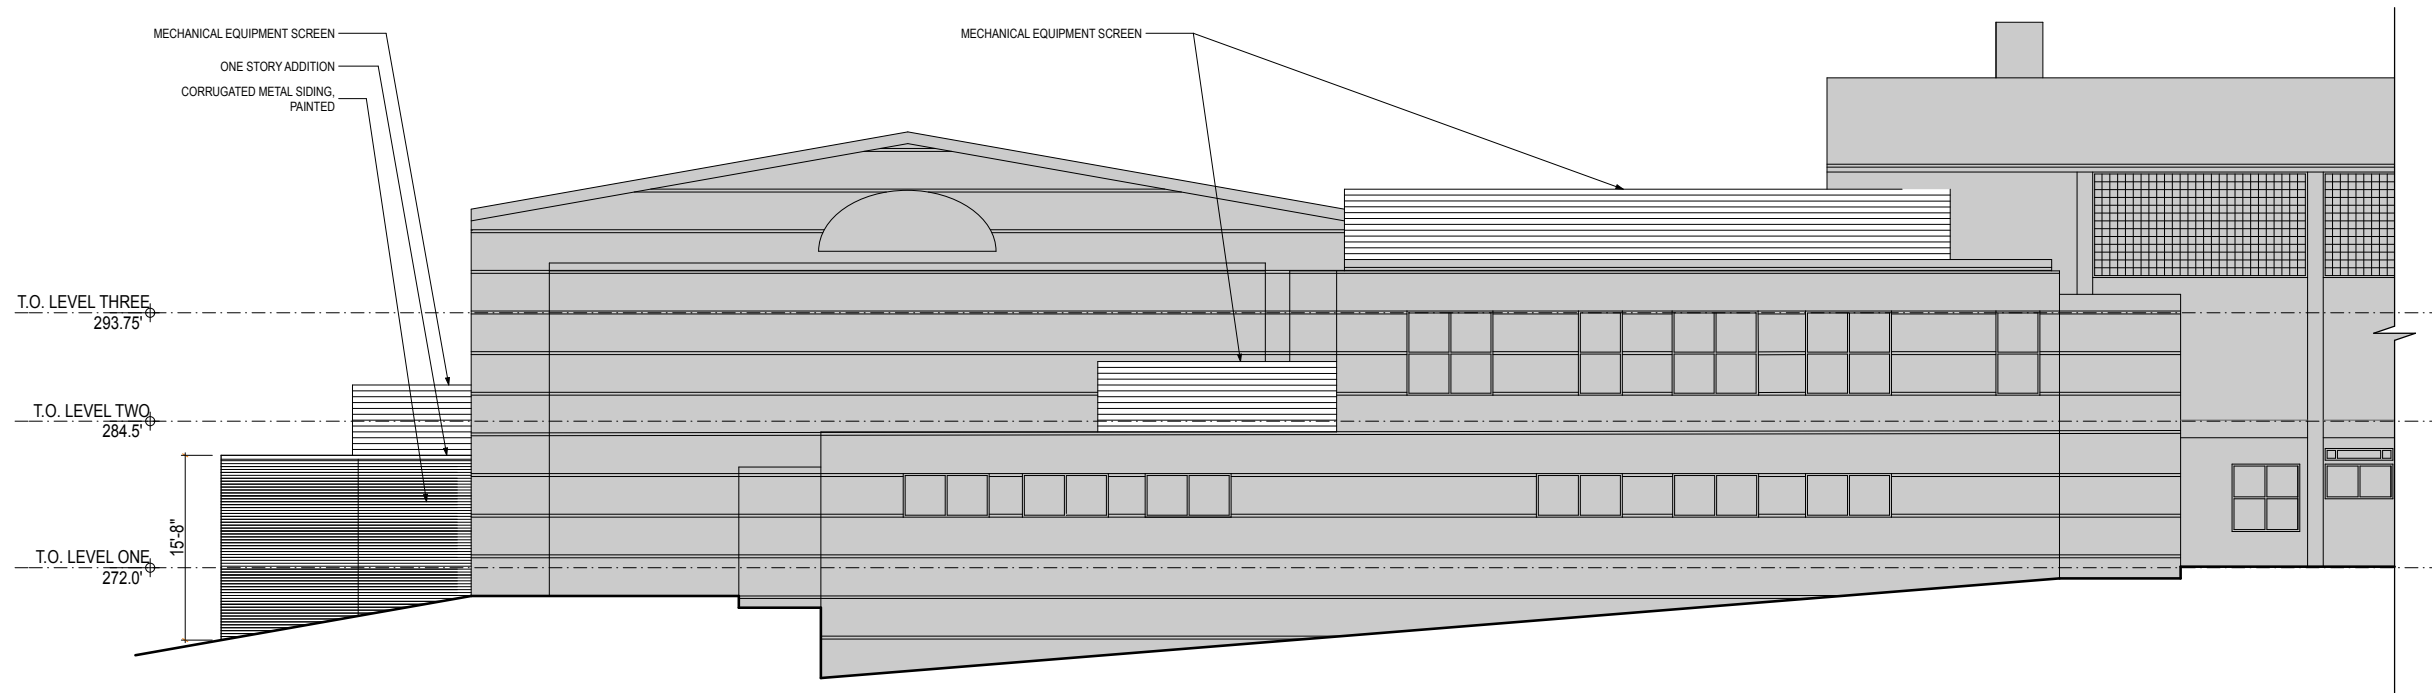 MECHANICAL EQUIPMENT SCREEN
ONE STORY ADDITION
CORRUGATED METAL SIDING,
PAINTED
MECHANICAL EQUIPMENT SCREEN
T.O. LEVEL THREE
293.75'
T.O. LEVEL TWO
284.5'
15'-8"
T.O. LEVEL ONE
272.0'